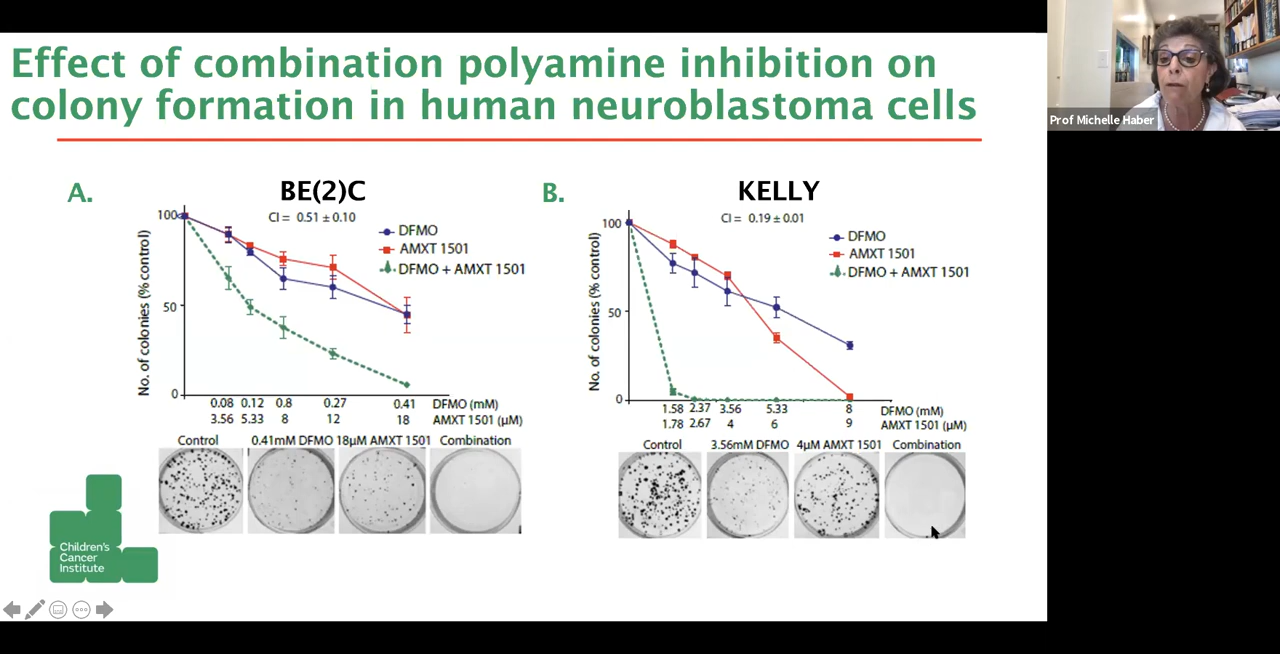 Effect of combination polyamine inhibition on
colony formation in human neuroblastoma cells
Prof Michelle Haber
A.
BE(2)C
CI = 0.51 ± 0.10
DFMO
AMXT 1501
DFMO + AMXT 1501
No. of colonies (% control)
100
50
0
0.08 0.12 0.8 0.27 0.41 DFMO (mM)
3.56 5.33 8 12 18 AMXT 1501 (µM)
Control 0.41mM DFMO 18µM AMXT 1501 Combination
B.
KELLY
CI = 0.19 ± 0.01
DFMO
AMXT 1501
DFMO + AMXT 1501
No. of colonies (% control)
100
50
0
1.58 2.37 3.56 5.33 8 DFMO (mM)
1.78 2.67 4 6 9 AMXT 1501 (µM)
Control 3.56mM DFMO 4µM AMXT 1501 Combination
Children's
Cancer
Institute